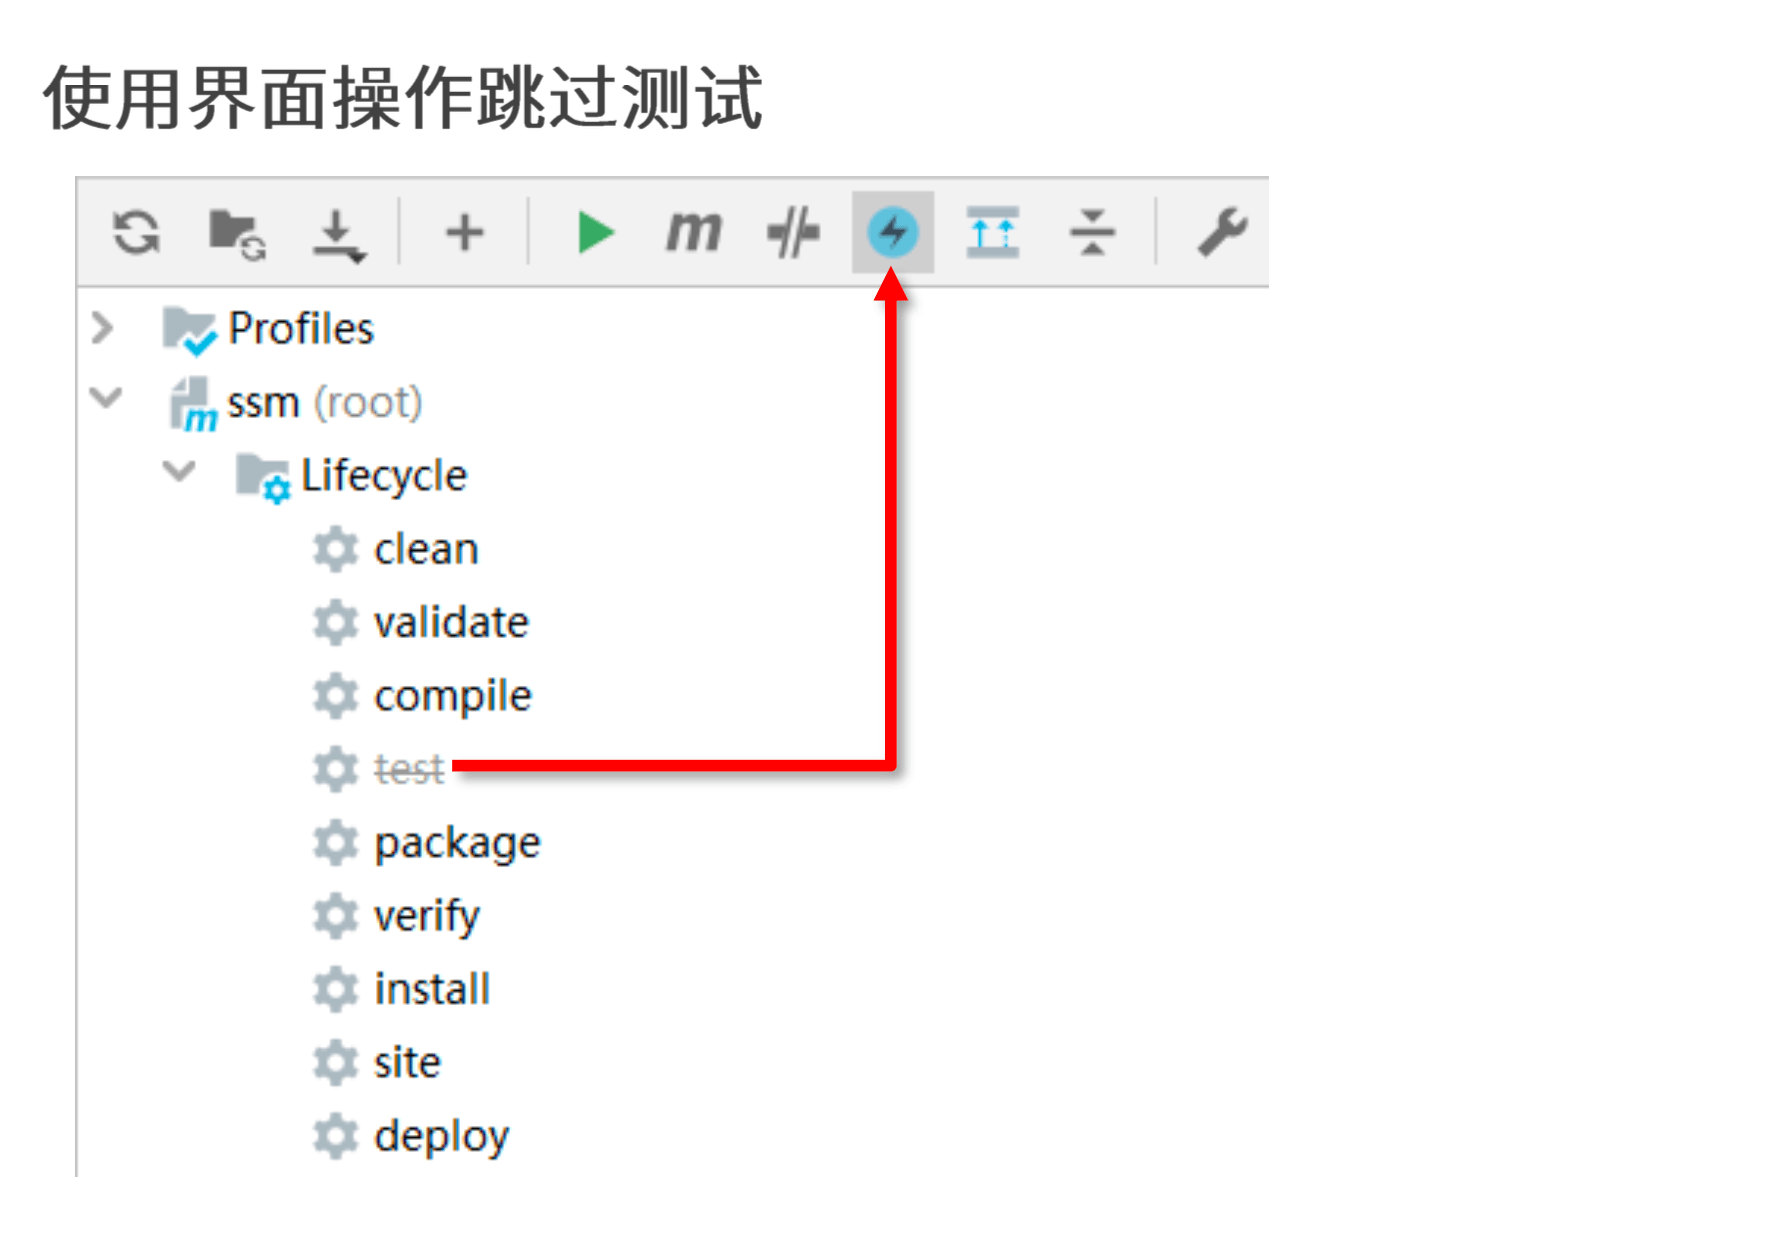 使用界面操作跳过测试
m
Profiles
ssm (root)
Lifecycle
clean
validate
compile
test
package
verify
install
site
deploy